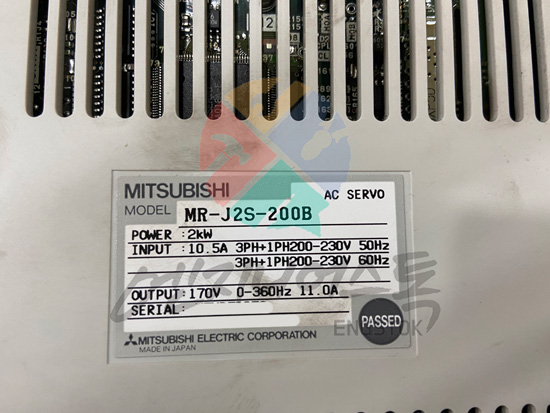 MITSUBISHI AC SERVO
MODEL MR-J2S-200B
POWER :2kW
INPUT :10.5A 3PH+1PH200-230V 50Hz
3PH+1PH200-230V 60Hz
OUTPUT:170V 0-360Hz 11.0A
SERIAL:
PASSED
MITSUBISHI ELECTRIC CORPORATION
MADE IN JAPAN